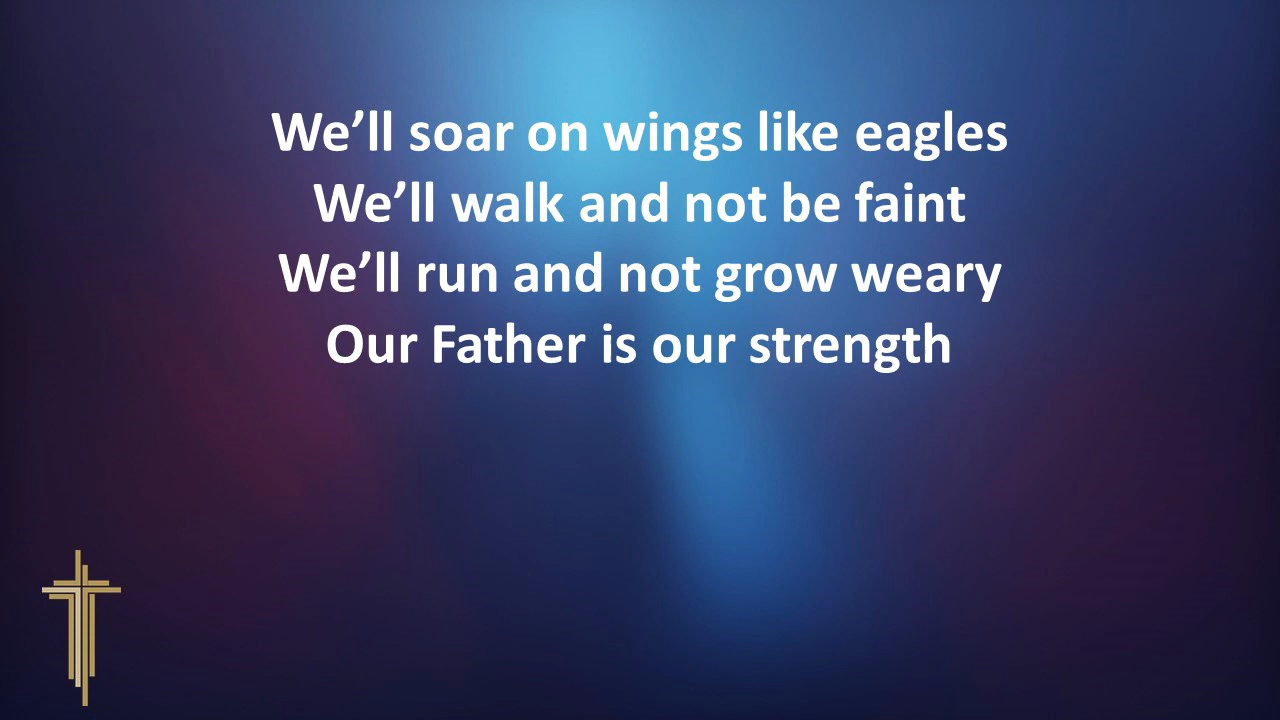 We’ll soar on wings like eagles
We’ll walk and not be faint
We’ll run and not grow weary
Our Father is our strength